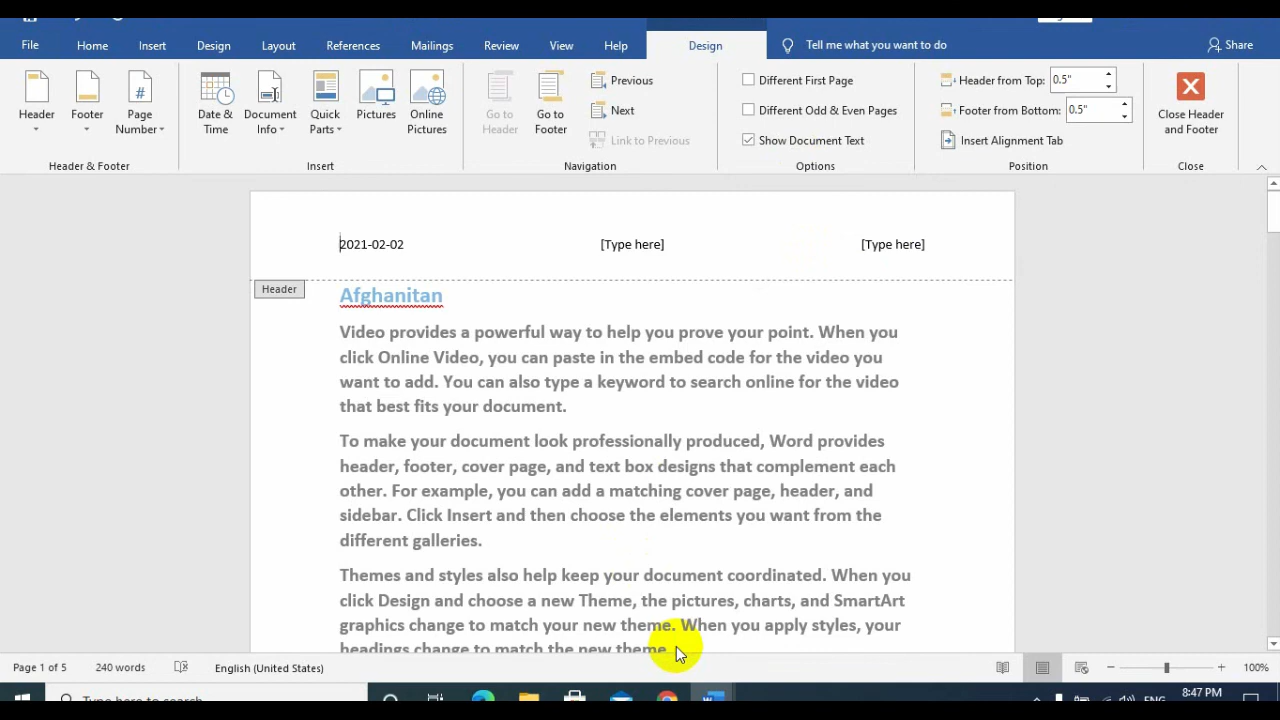 File Home Insert Design Layout References Mailings Review View Help Design Tell me what you want to do Share
Header Footer Page Number
Header & Footer
Date & Time Document Info Quick Parts Pictures Online Pictures
Insert
Go to Header Go to Footer Previous Next Link to Previous
Navigation
Different First Page
Different Odd & Even Pages
Show Document Text
Options
Header from Top: 0.5"
Footer from Bottom: 0.5"
Insert Alignment Tab
Position
Close Header and Footer
Close
2021-02-02 [Type here] [Type here]
Header
Afghanitan
Video provides a powerful way to help you prove your point. When you
click Online Video, you can paste in the embed code for the video you
want to add. You can also type a keyword to search online for the video
that best fits your document.
To make your document look professionally produced, Word provides
header, footer, cover page, and text box designs that complement each
other. For example, you can add a matching cover page, header, and
sidebar. Click Insert and then choose the elements you want from the
different galleries.
Themes and styles also help keep your document coordinated. When you
click Design and choose a new Theme, the pictures, charts, and SmartArt
graphics change to match your new theme. When you apply styles, your
headings change to match the new theme.
Page 1 of 5 240 words English (United States) 100%
Type here to search ENG 8:47 PM